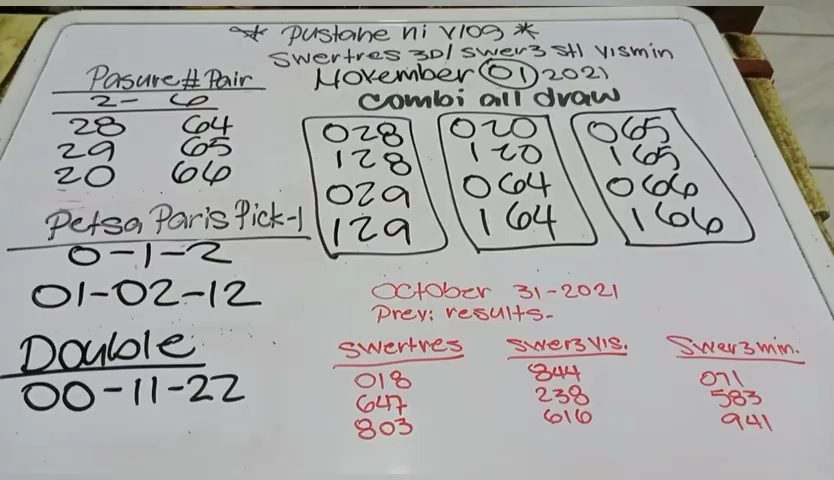 * Pustahe ni Vlog *
Swertres 3D/ swer3 stl vismin
November 01 2021
Combi all draw
Pasure # Pair
2- 6
28 64
29 65
20 66
Petsa Paris Pick-1
0-1-2
01-02-12
Double
00-11-22
028
128
029
129
020
120
064
164
065
165
066
166
October 31-2021
Prev: results-
Swertres
018
647
803
Swer3 Vis.
844
238
616
Swer3 min.
071
583
941